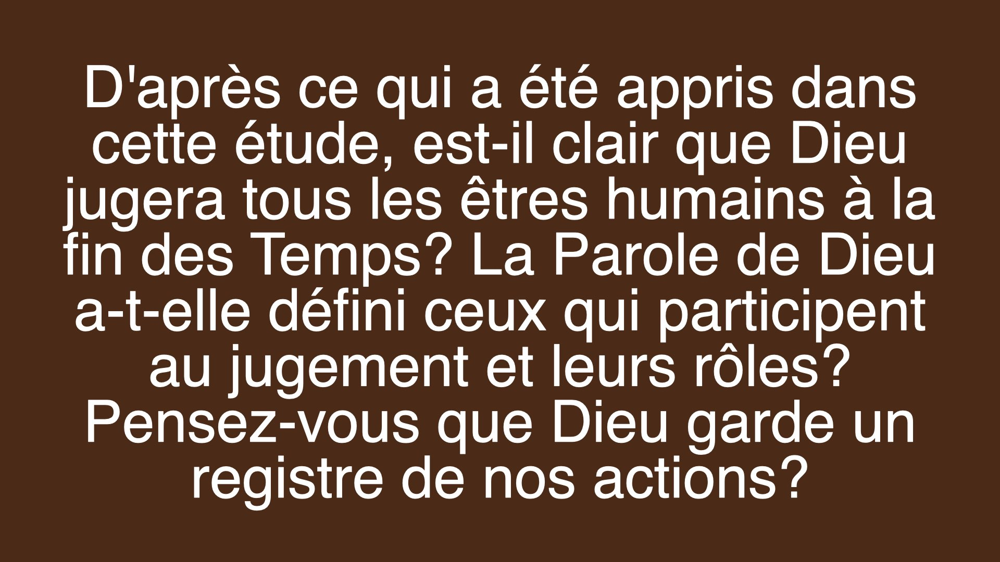 D'après ce qui a été appris dans
cette étude, est-il clair que Dieu
jugera tous les êtres humains à la
fin des Temps? La Parole de Dieu
a-t-elle défini ceux qui participent
au jugement et leurs rôles?
Pensez-vous que Dieu garde un
registre de nos actions?